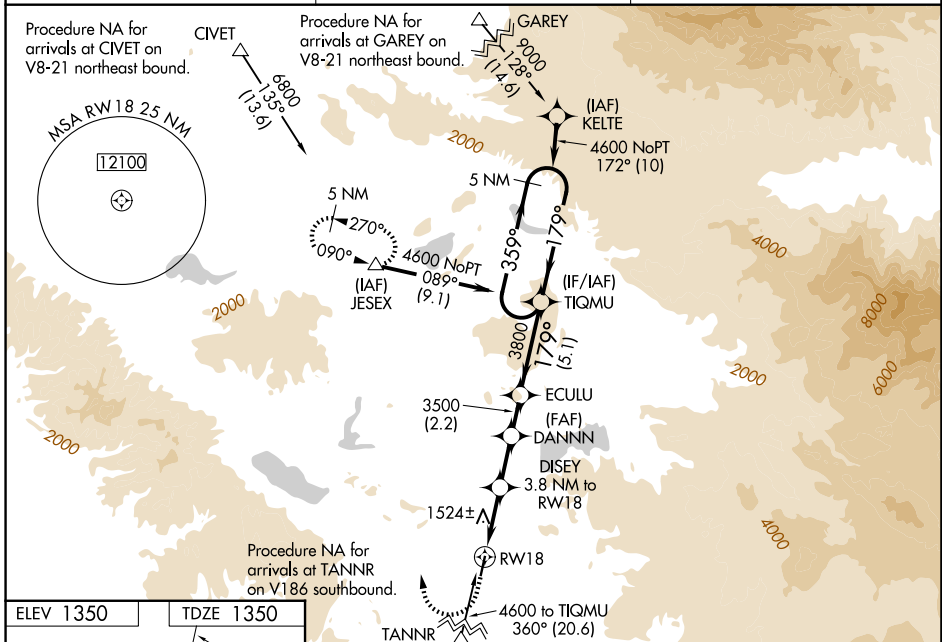 Procedure NA for
arrivals at CIVET on
V8-21 northeast bound.
CIVET
6800
135°
(13.6)
Procedure NA for
arrivals at GAREY on
V8-21 northeast bound.
GAREY
9000
128°
(14.6)
(IAF)
KELTE
4600 NoPT
172° (10)
MSA RW18 25 NM
12100
2000
5 NM
359°
179°
5 NM
270°
090°
(IAF)
JESEX
4600 NoPT
089°
(9.1)
(IF/IAF)
TIQMU
4000
8000
6000
2000
2000
3800
179°
(5.1)
ECULU
3500
(2.2)
(FAF)
DANNN
DISEY
3.8 NM to
RW18
2000
1524±
4000
RW18
Procedure NA for
arrivals at TANNR
on V186 southbound.
4600 to TIQMU
360° (20.6)
TANNR
ELEV 1350
TDZE 1350